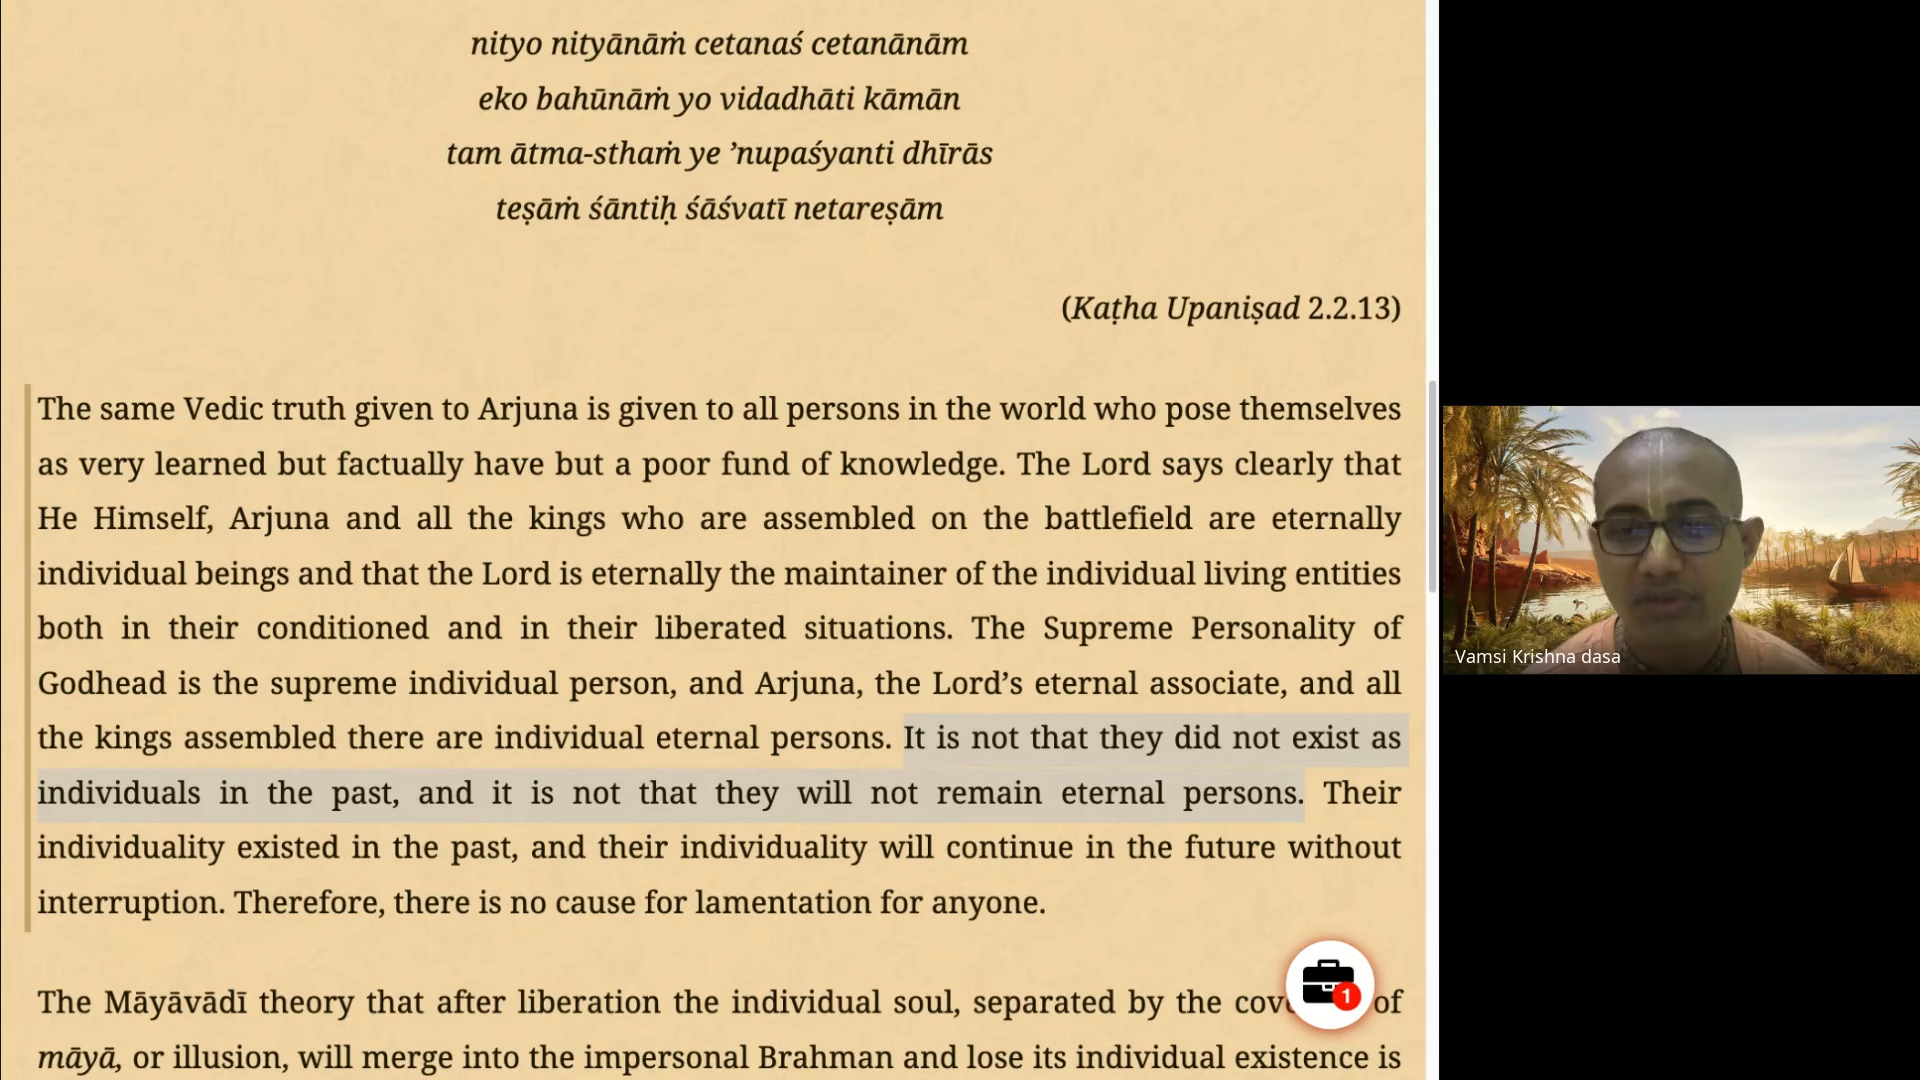 nityo nityānāṁ cetanaś cetanānām
eko bahūnāṁ yo vidadhāti kāmān
tam ātma-sthaṁ ye ’nupaśyanti dhīrās
teṣāṁ śāntiḥ śāśvatī netareṣām
(Kaṭha Upaniṣad 2.2.13)
The same Vedic truth given to Arjuna is given to all persons in the world who pose themselves
as very learned but factually have but a poor fund of knowledge. The Lord says clearly that
He Himself, Arjuna and all the kings who are assembled on the battlefield are eternally
individual beings and that the Lord is eternally the maintainer of the individual living entities
both in their conditioned and in their liberated situations. The Supreme Personality of
Godhead is the supreme individual person, and Arjuna, the Lord’s eternal associate, and all
the kings assembled there are individual eternal persons. It is not that they did not exist as
individuals in the past, and it is not that they will not remain eternal persons. Their
individuality existed in the past, and their individuality will continue in the future without
interruption. Therefore, there is no cause for lamentation for anyone.
The Māyāvādī theory that after liberation the individual soul, separated by the of
māyā, or illusion, will merge into the impersonal Brahman and lose its individual existence is
1
Vamsi Krishna dasa